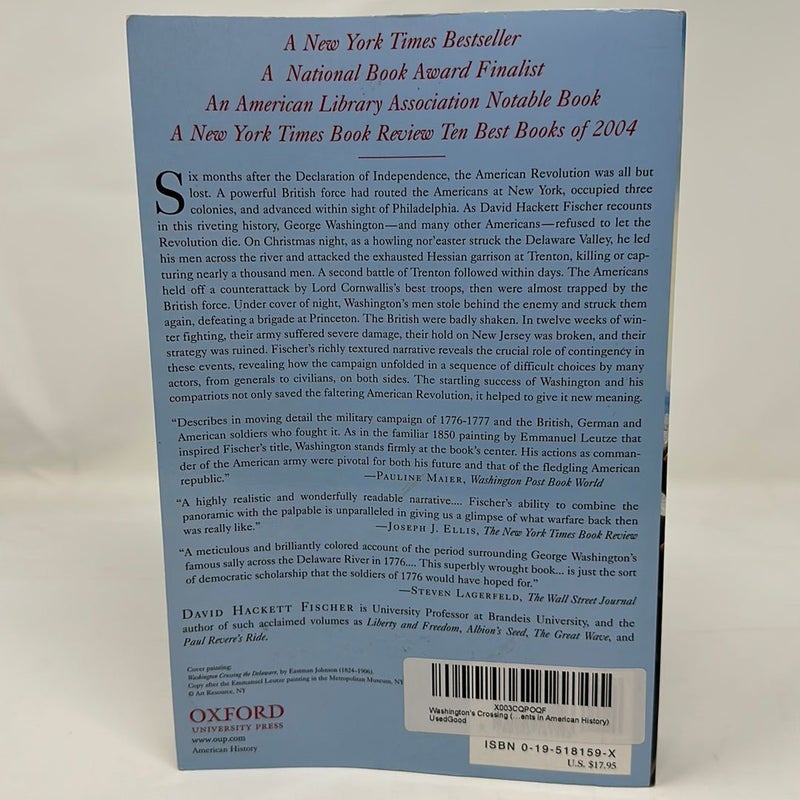 A New York Times Bestseller
A National Book Award Finalist
An American Library Association Notable Book
A New York Times Book Review Ten Best Books of 2004
Six months after the Declaration of Independence, the American Revolution was all but
lost. A powerful British force had routed the Americans at New York, occupied three
colonies, and advanced within sight of Philadelphia. As David Hackett Fischer recounts
in this riveting history, George Washington—and many other Americans—refused to let the
Revolution die. On Christmas night, as a howling nor'easter struck the Delaware Valley, he led
his men across the river and attacked the exhausted Hessian garrison at Trenton, killing or cap-
turing nearly a thousand men. A second battle of Trenton followed within days. The Americans
held off a counterattack by Lord Cornwallis's best troops, then were almost trapped by the
British force. Under cover of night, Washington's men stole behind the enemy and struck them
again, defeating a brigade at Princeton. The British were badly shaken. In twelve weeks of win-
ter fighting, their army suffered severe damage, their hold on New Jersey was broken, and their
strategy was ruined. Fischer's richly textured narrative reveals the crucial role of contingency in
these events, revealing how the campaign unfolded in a sequence of difficult choices by many
actors, from generals to civilians, on both sides. The startling success of Washington and his
compatriots not only saved the faltering American Revolution, it helped to give it new meaning.
"Describes in moving detail the military campaign of 1776-1777 and the British, German and
American soldiers who fought it. As in the familiar 1850 painting by Emmanuel Leutze that
inspired Fischer's title, Washington stands firmly at the book's center. His actions as comman-
der of the American army were pivotal for both his future and that of the fledgling American
republic." —PAULINE MAIER, Washington Post Book World
"A highly realistic and wonderfully readable narrative.... Fischer's ability to combine the
panoramic with the palpable is unparalleled in giving us a glimpse of what warfare back then
was really like." —JOSEPH J. ELLIS, The New York Times Book Review
"A meticulous and brilliantly colored account of the period surrounding George Washington's
famous sally across the Delaware River in 1776.... This superbly wrought book... is just the sort
of democratic scholarship that the soldiers of 1776 would have hoped for."
—STEVEN LAGERFELD, The Wall Street Journal
DAVID HACKETT FISCHER is University Professor at Brandeis University, and the
author of such acclaimed volumes as Liberty and Freedom, Albion's Seed, The Great Wave, and
Paul Revere's Ride.
Cover painting:
Washington Crossing the Delaware, by Eastman Johnson (1824-1906).
Copy after the Emmanuel Leutze painting in the Metropolitan Museum, NY
© Art Resource, NY
OXFORD
UNIVERSITY PRESS
www.oup.com
American History
X003CQPOQF
Washington's Crossing (...ents in American History)
UsedGood
ISBN 0-19-518159-X
U.S. $17.95